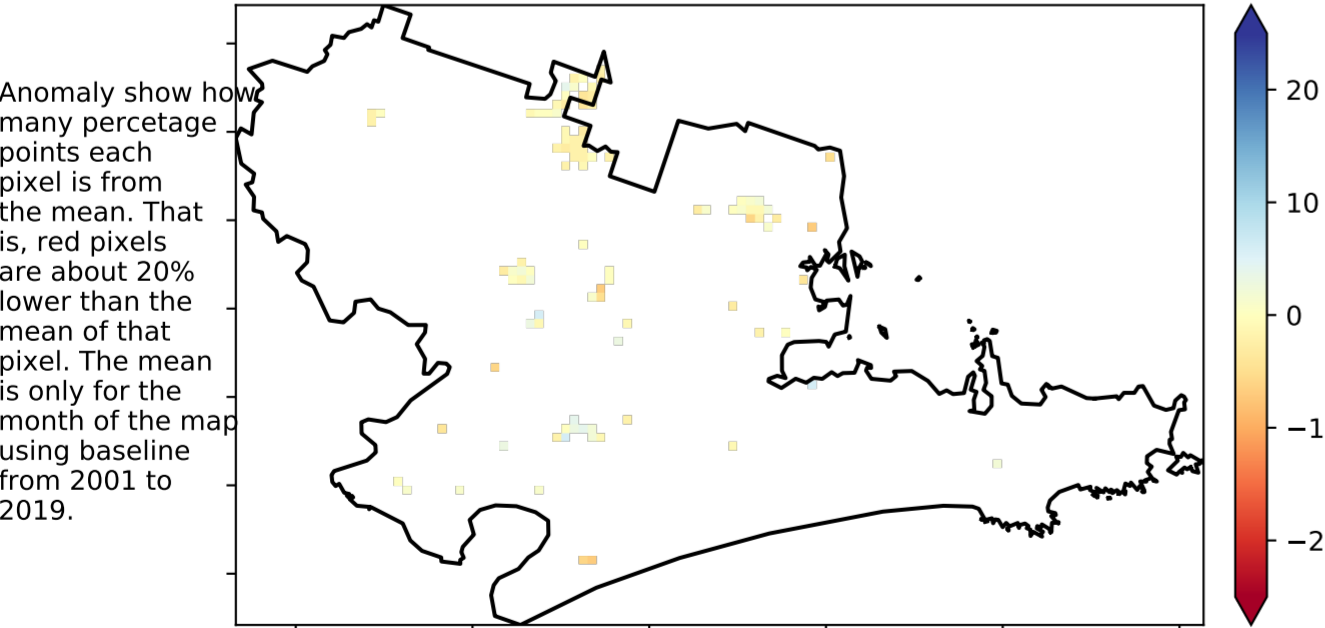 Anomaly show how
many percetage
points each
pixel is from
the mean. That
is, red pixels
are about 20%
lower than the
mean of that
pixel. The mean
is only for the
month of the map
using baseline
from 2001 to
2019.
20
10
0
−1
−2